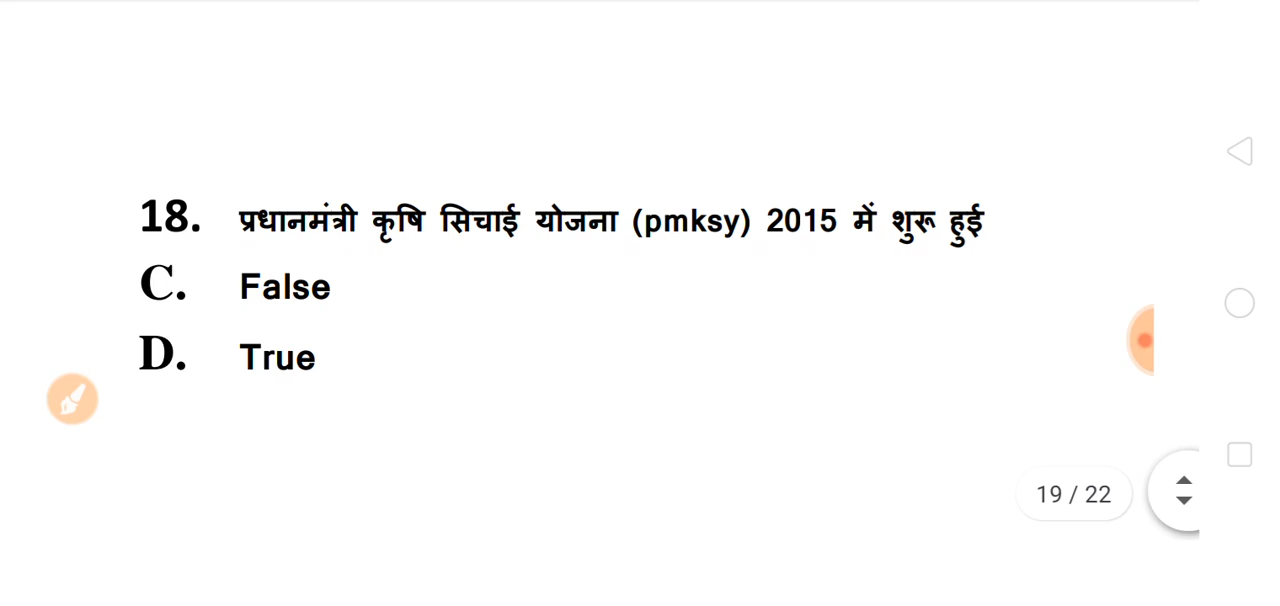 18. प्रधानमंत्री कृषि सिचाई योजना (pmksy) 2015 में शुरू हुई
C. False
D. True
19 / 22